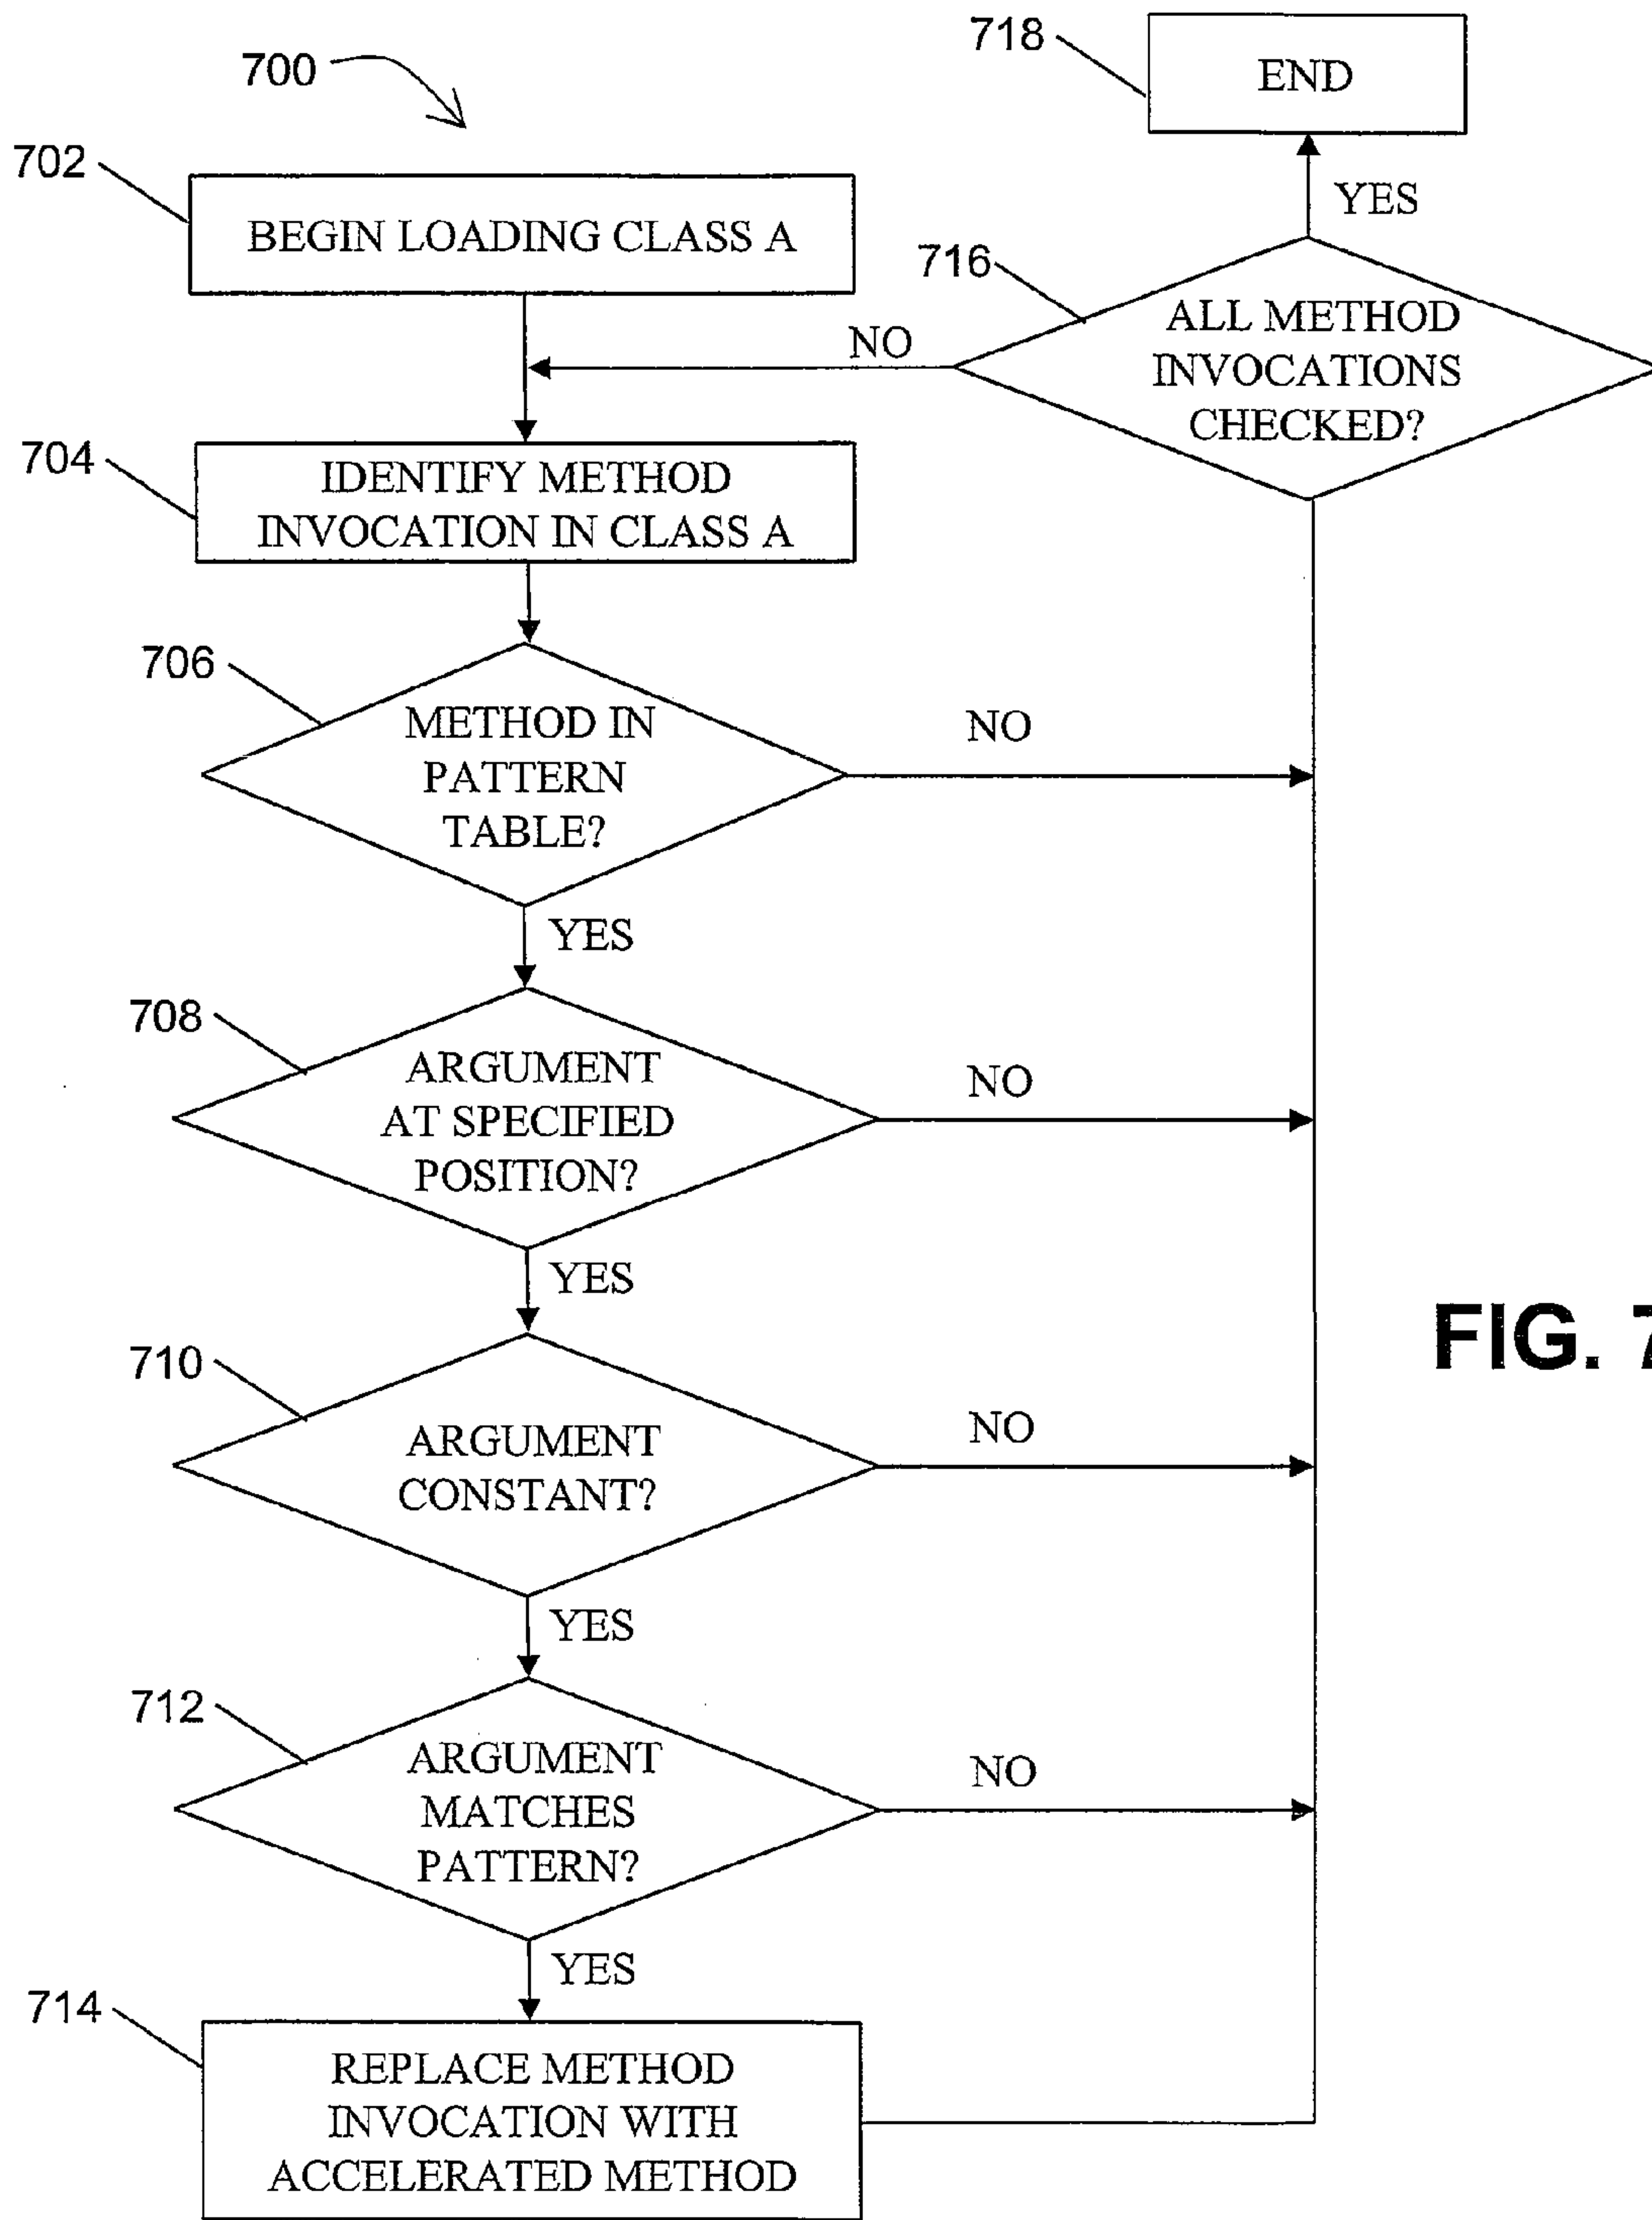 700
718
END
702
BEGIN LOADING CLASS A
YES
716
ALL METHOD
INVOCATIONS
CHECKED?
NO
704
IDENTIFY METHOD
INVOCATION IN CLASS A
706
METHOD IN
PATTERN
TABLE?
NO
YES
708
ARGUMENT
AT SPECIFIED
POSITION?
NO
YES
FIG. 7
710
ARGUMENT
CONSTANT?
NO
YES
712
ARGUMENT
MATCHES
PATTERN?
NO
YES
714
REPLACE METHOD
INVOCATION WITH
ACCELERATED METHOD